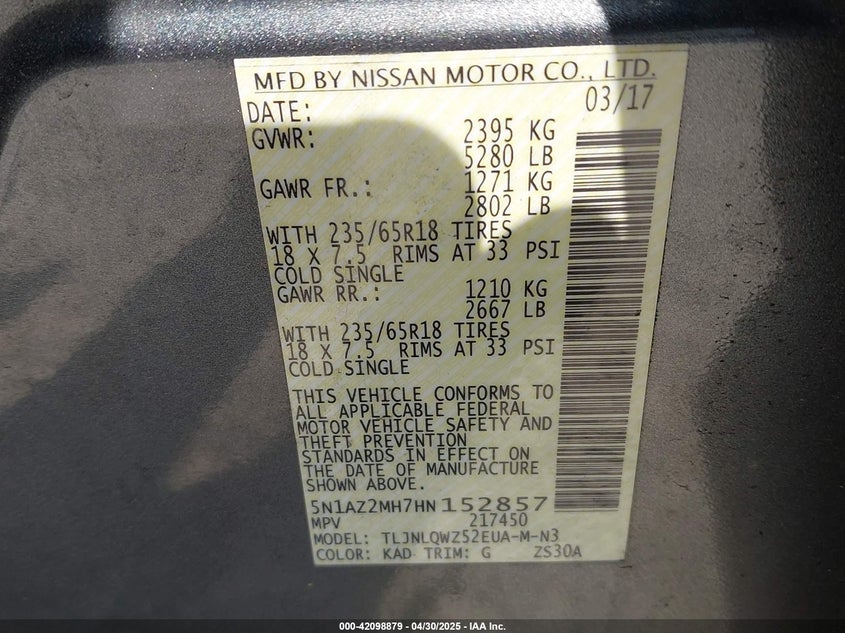 MFD BY NISSAN MOTOR CO., LTD.
DATE: 03/17
GVWR: 2395 KG
5280 LB
GAWR FR.: 1271 KG
2802 LB
WITH 235/65R18 TIRES
18 X 7.5 RIMS AT 33 PSI
COLD SINGLE
GAWR RR.: 1210 KG
2667 LB
WITH 235/65R18 TIRES
18 X 7.5 RIMS AT 33 PSI
COLD SINGLE
THIS VEHICLE CONFORMS TO
ALL APPLICABLE FEDERAL
MOTOR VEHICLE SAFETY AND
THEFT PREVENTION
STANDARDS IN EFFECT ON
THE DATE OF MANUFACTURE
SHOWN ABOVE.
5N1AZ2MH7HN152857
MPV 217450
MODEL: TLJNLQWZ52EUA-M-N3
COLOR: KAD TRIM: G ZS30A
000-42098879 - 04/30/2025 - IAA Inc.